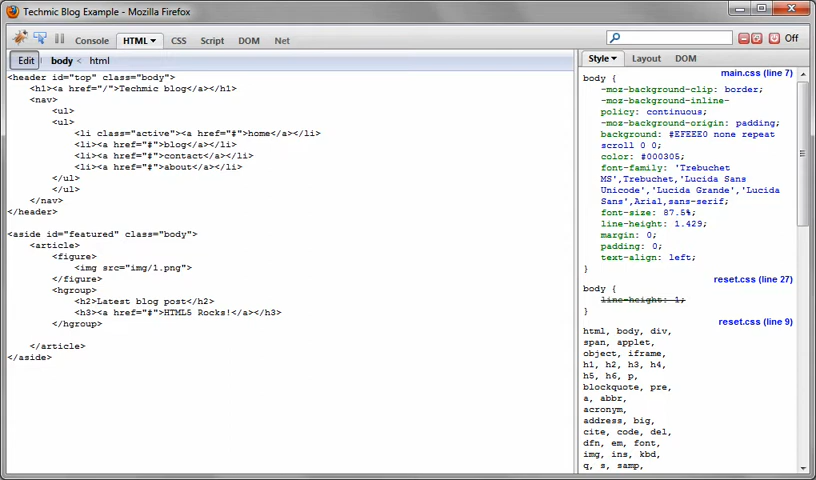 Techmic Blog Example - Mozilla Firefox
Console HTML CSS Script DOM Net Off
Edit body < html
<header id="top" class="body">
<h1><a href="/">Techmic blog</a></h1>
<nav>
<ul>
<ul>
<li class="active"><a href="$">home</a></li>
<li><a href="$">blog</a></li>
<li><a href="$">contact</a></li>
<li><a href="$">about</a></li>
</ul>
</ul>
</nav>
</header>
<aside id="featured" class="body">
<article>
<figure>
<img src="img/1.png">
</figure>
<hgroup>
<h2>Latest blog post</h2>
<h3><a href="$">HTML5 Rocks!</a></h3>
</hgroup>
</article>
</aside>
Style Layout DOM
main.css (line 7)
body {
-moz-background-clip: border;
-moz-background-inline-
policy: continuous;
-moz-background-origin: padding;
background: #EFEEE0 none repeat
scroll 0 0;
color: #000305;
font-family: 'Trebuchet
MS',Trebuchet,'Lucida Sans
Unicode','Lucida Grande','Lucida
Sans',Arial,sans-serif;
font-size: 87.5%;
line-height: 1.429;
margin: 0;
padding: 0;
text-align: left;
}
reset.css (line 27)
body {
line-height: 1;
}
reset.css (line 9)
html, body, div,
span, applet,
object, iframe,
h1, h2, h3, h4,
h5, h6, p,
blockquote, pre,
a, abbr,
acronym,
address, big,
cite, code, del,
dfn, em, font,
img, ins, kbd,
q, s, samp,